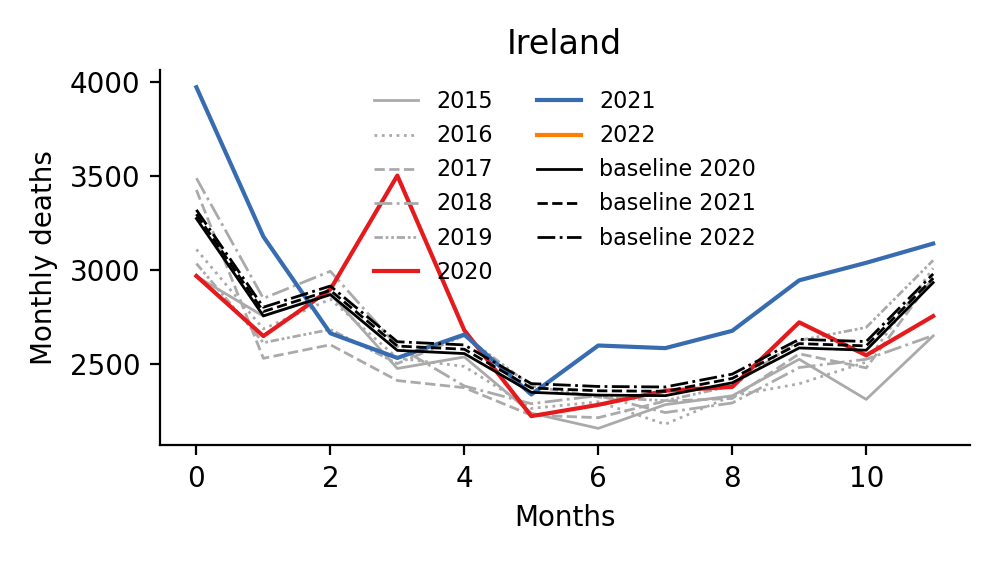 Ireland
Monthly deaths
4000
3500
3000
2500
2015
2016
2017
2018
2019
2020
2021
2022
baseline 2020
baseline 2021
baseline 2022
0 2 4 6 8 10
Months